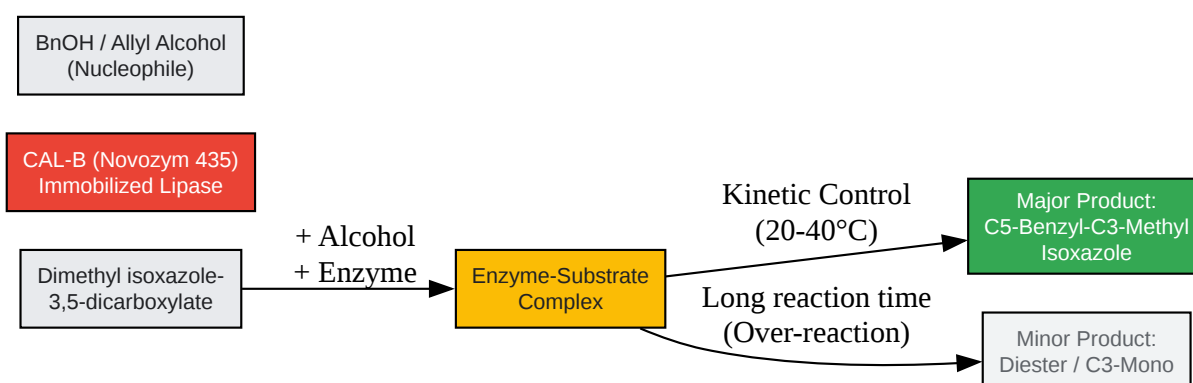 BnOH / Allyl Alcohol
(Nucleophile)
CAL-B (Novozym 435)
Immobilized Lipase
Dimethyl isoxazole-
3,5-dicarboxylate
+ Alcohol
+ Enzyme
Enzyme-Substrate
Complex
Kinetic Control
(20-40°C)
Long reaction time
(Over-reaction)
Major Product:
C5-Benzyl-C3-Methyl
Isoxazole
Minor Product:
Diester / C3-Mono